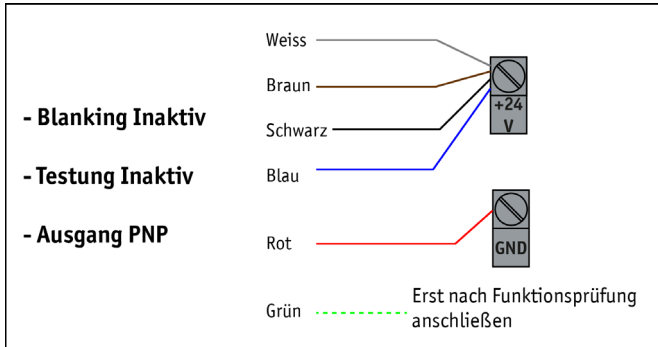 Weiss
Braun
- Blanking Inaktiv
+24
V
Schwarz
- Testung Inaktiv
Blau
- Ausgang PNP
Rot
GND
Grün
Erst nach Funktionsprüfung
anschließen